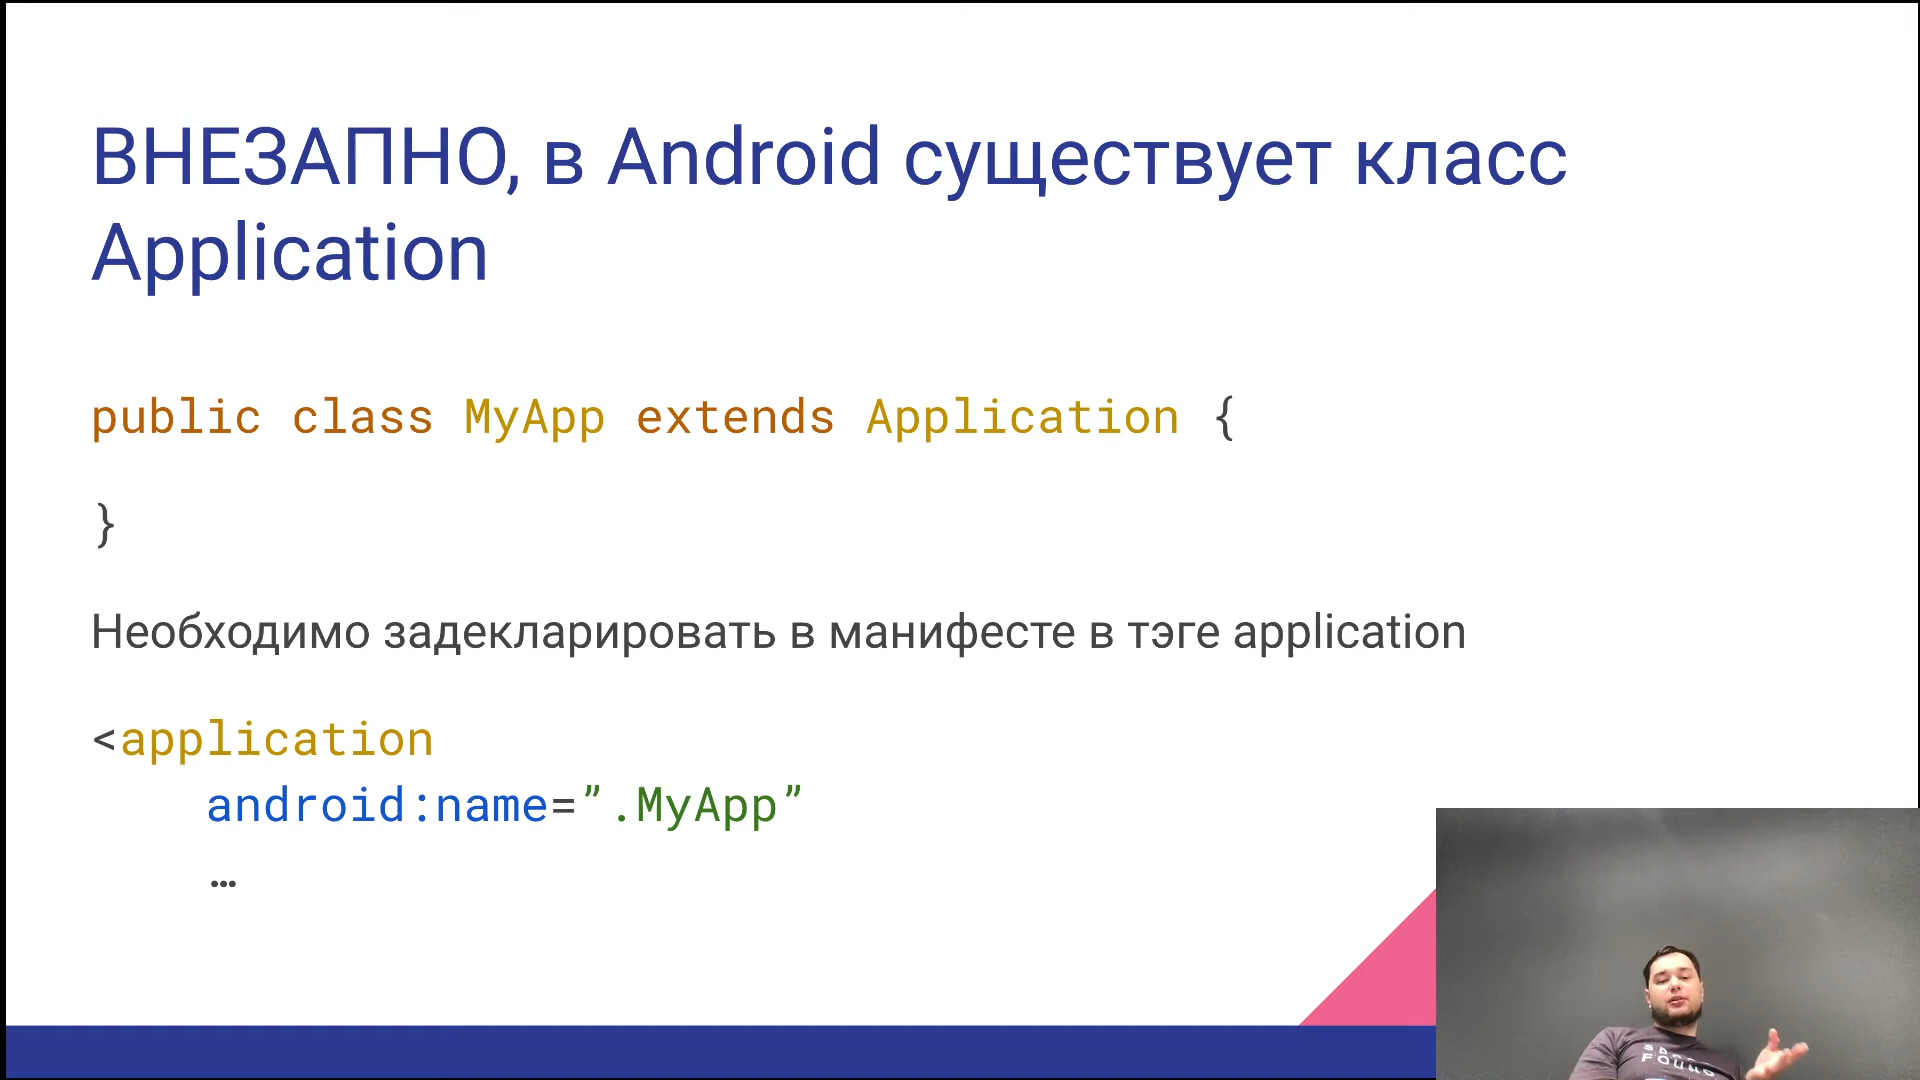 ВНЕЗАПНО, в Android существует класс
Application
public class MyApp extends Application {
}
Необходимо задекларировать в манифесте в тэге application
<application
android:name=”.MyApp”
…